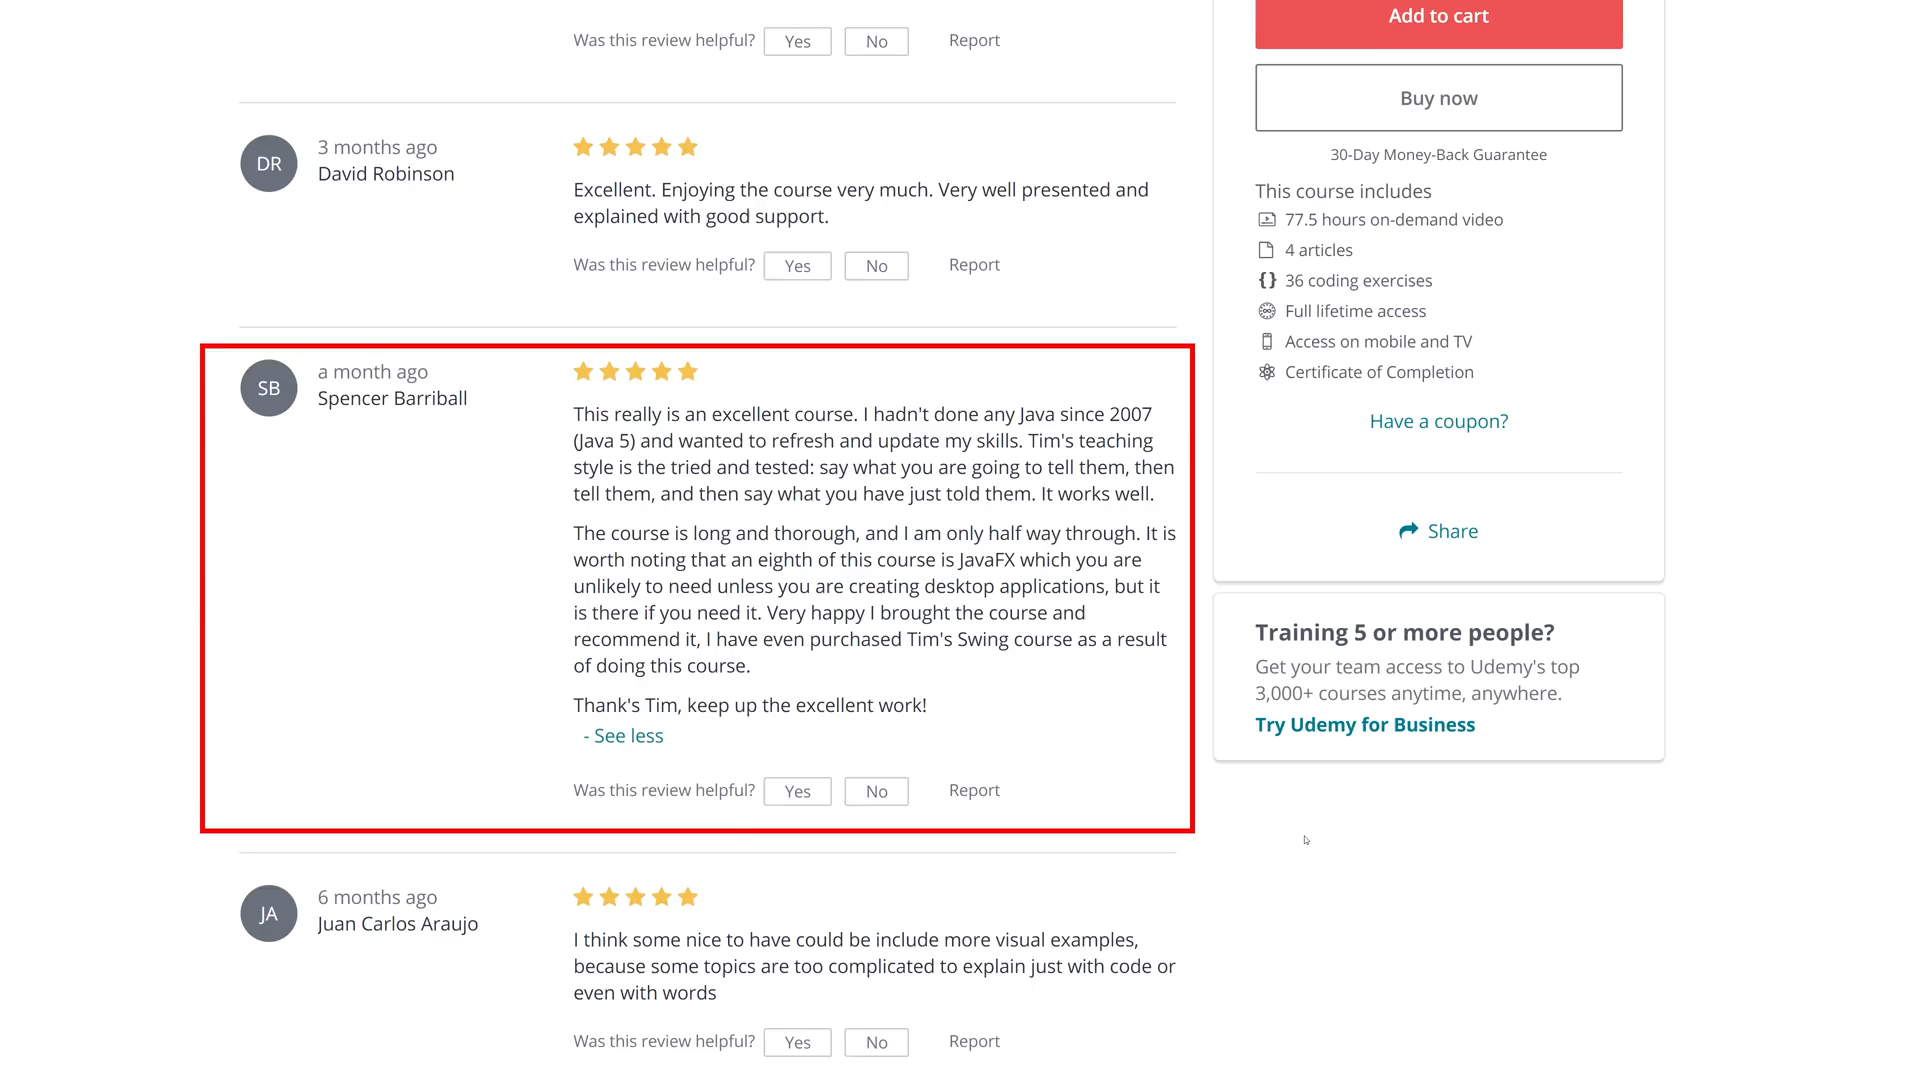 Was this review helpful? Yes No Report
DR
3 months ago
David Robinson
Excellent. Enjoying the course very much. Very well presented and
explained with good support.
Was this review helpful? Yes No Report
SB
a month ago
Spencer Barriball
This really is an excellent course. I hadn't done any Java since 2007
(Java 5) and wanted to refresh and update my skills. Tim's teaching
style is the tried and tested: say what you are going to tell them, then
tell them, and then say what you have just told them. It works well.
The course is long and thorough, and I am only half way through. It is
worth noting that an eighth of this course is JavaFX which you are
unlikely to need unless you are creating desktop applications, but it
is there if you need it. Very happy I brought the course and
recommend it, I have even purchased Tim's Swing course as a result
of doing this course.
Thank's Tim, keep up the excellent work!
- See less
Was this review helpful? Yes No Report
JA
6 months ago
Juan Carlos Araujo
I think some nice to have could be include more visual examples,
because some topics are too complicated to explain just with code or
even with words
Was this review helpful? Yes No Report
Add to cart
Buy now
30-Day Money-Back Guarantee
This course includes
77.5 hours on-demand video
4 articles
36 coding exercises
Full lifetime access
Access on mobile and TV
Certificate of Completion
Have a coupon?
Share
Training 5 or more people?
Get your team access to Udemy's top
3,000+ courses anytime, anywhere.
Try Udemy for Business